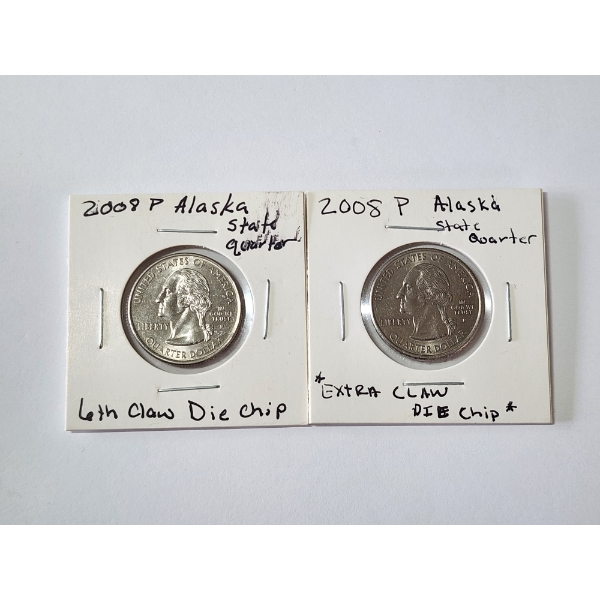 2008 P Alaska
State
quarter
6th Claw Die chip
UNITED STATES OF AMERICA
LIBERTY
IN
GOD WE
TRUST
P
QUARTER DOLLAR
2008 P Alaska
State
Quarter
*EXTRA CLAW
DIE Chip*
UNITED STATES OF AMERICA
LIBERTY
IN
GOD WE
TRUST
P
QUARTER DOLLAR